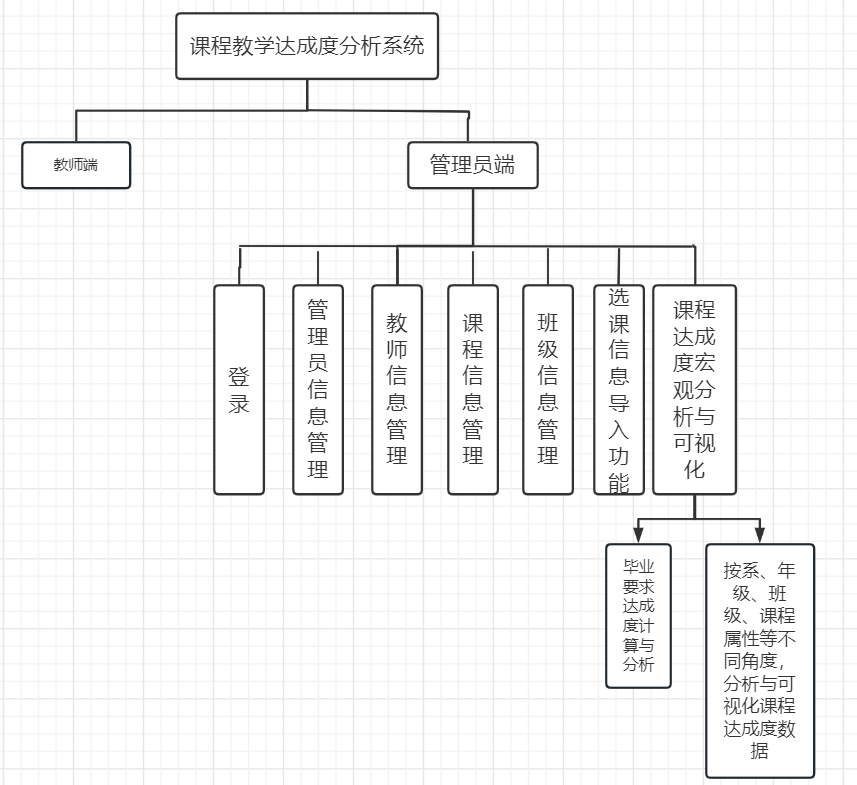 课程教学达成度分析系统
教师端
管理员端
登
录
管
理
员
信
息
管
理
教
师
信
息
管
理
课
程
信
息
管
理
班
级
信
息
管
理
选
课
信
息
导
入
功
能
课程
达成
度宏
观分
析与
可视
化
毕业
要求
达成
度计
算与
分析
按系、年
级、班
级、课程
属性等不
同角度，
分析与可
视化课程
达成度数
据